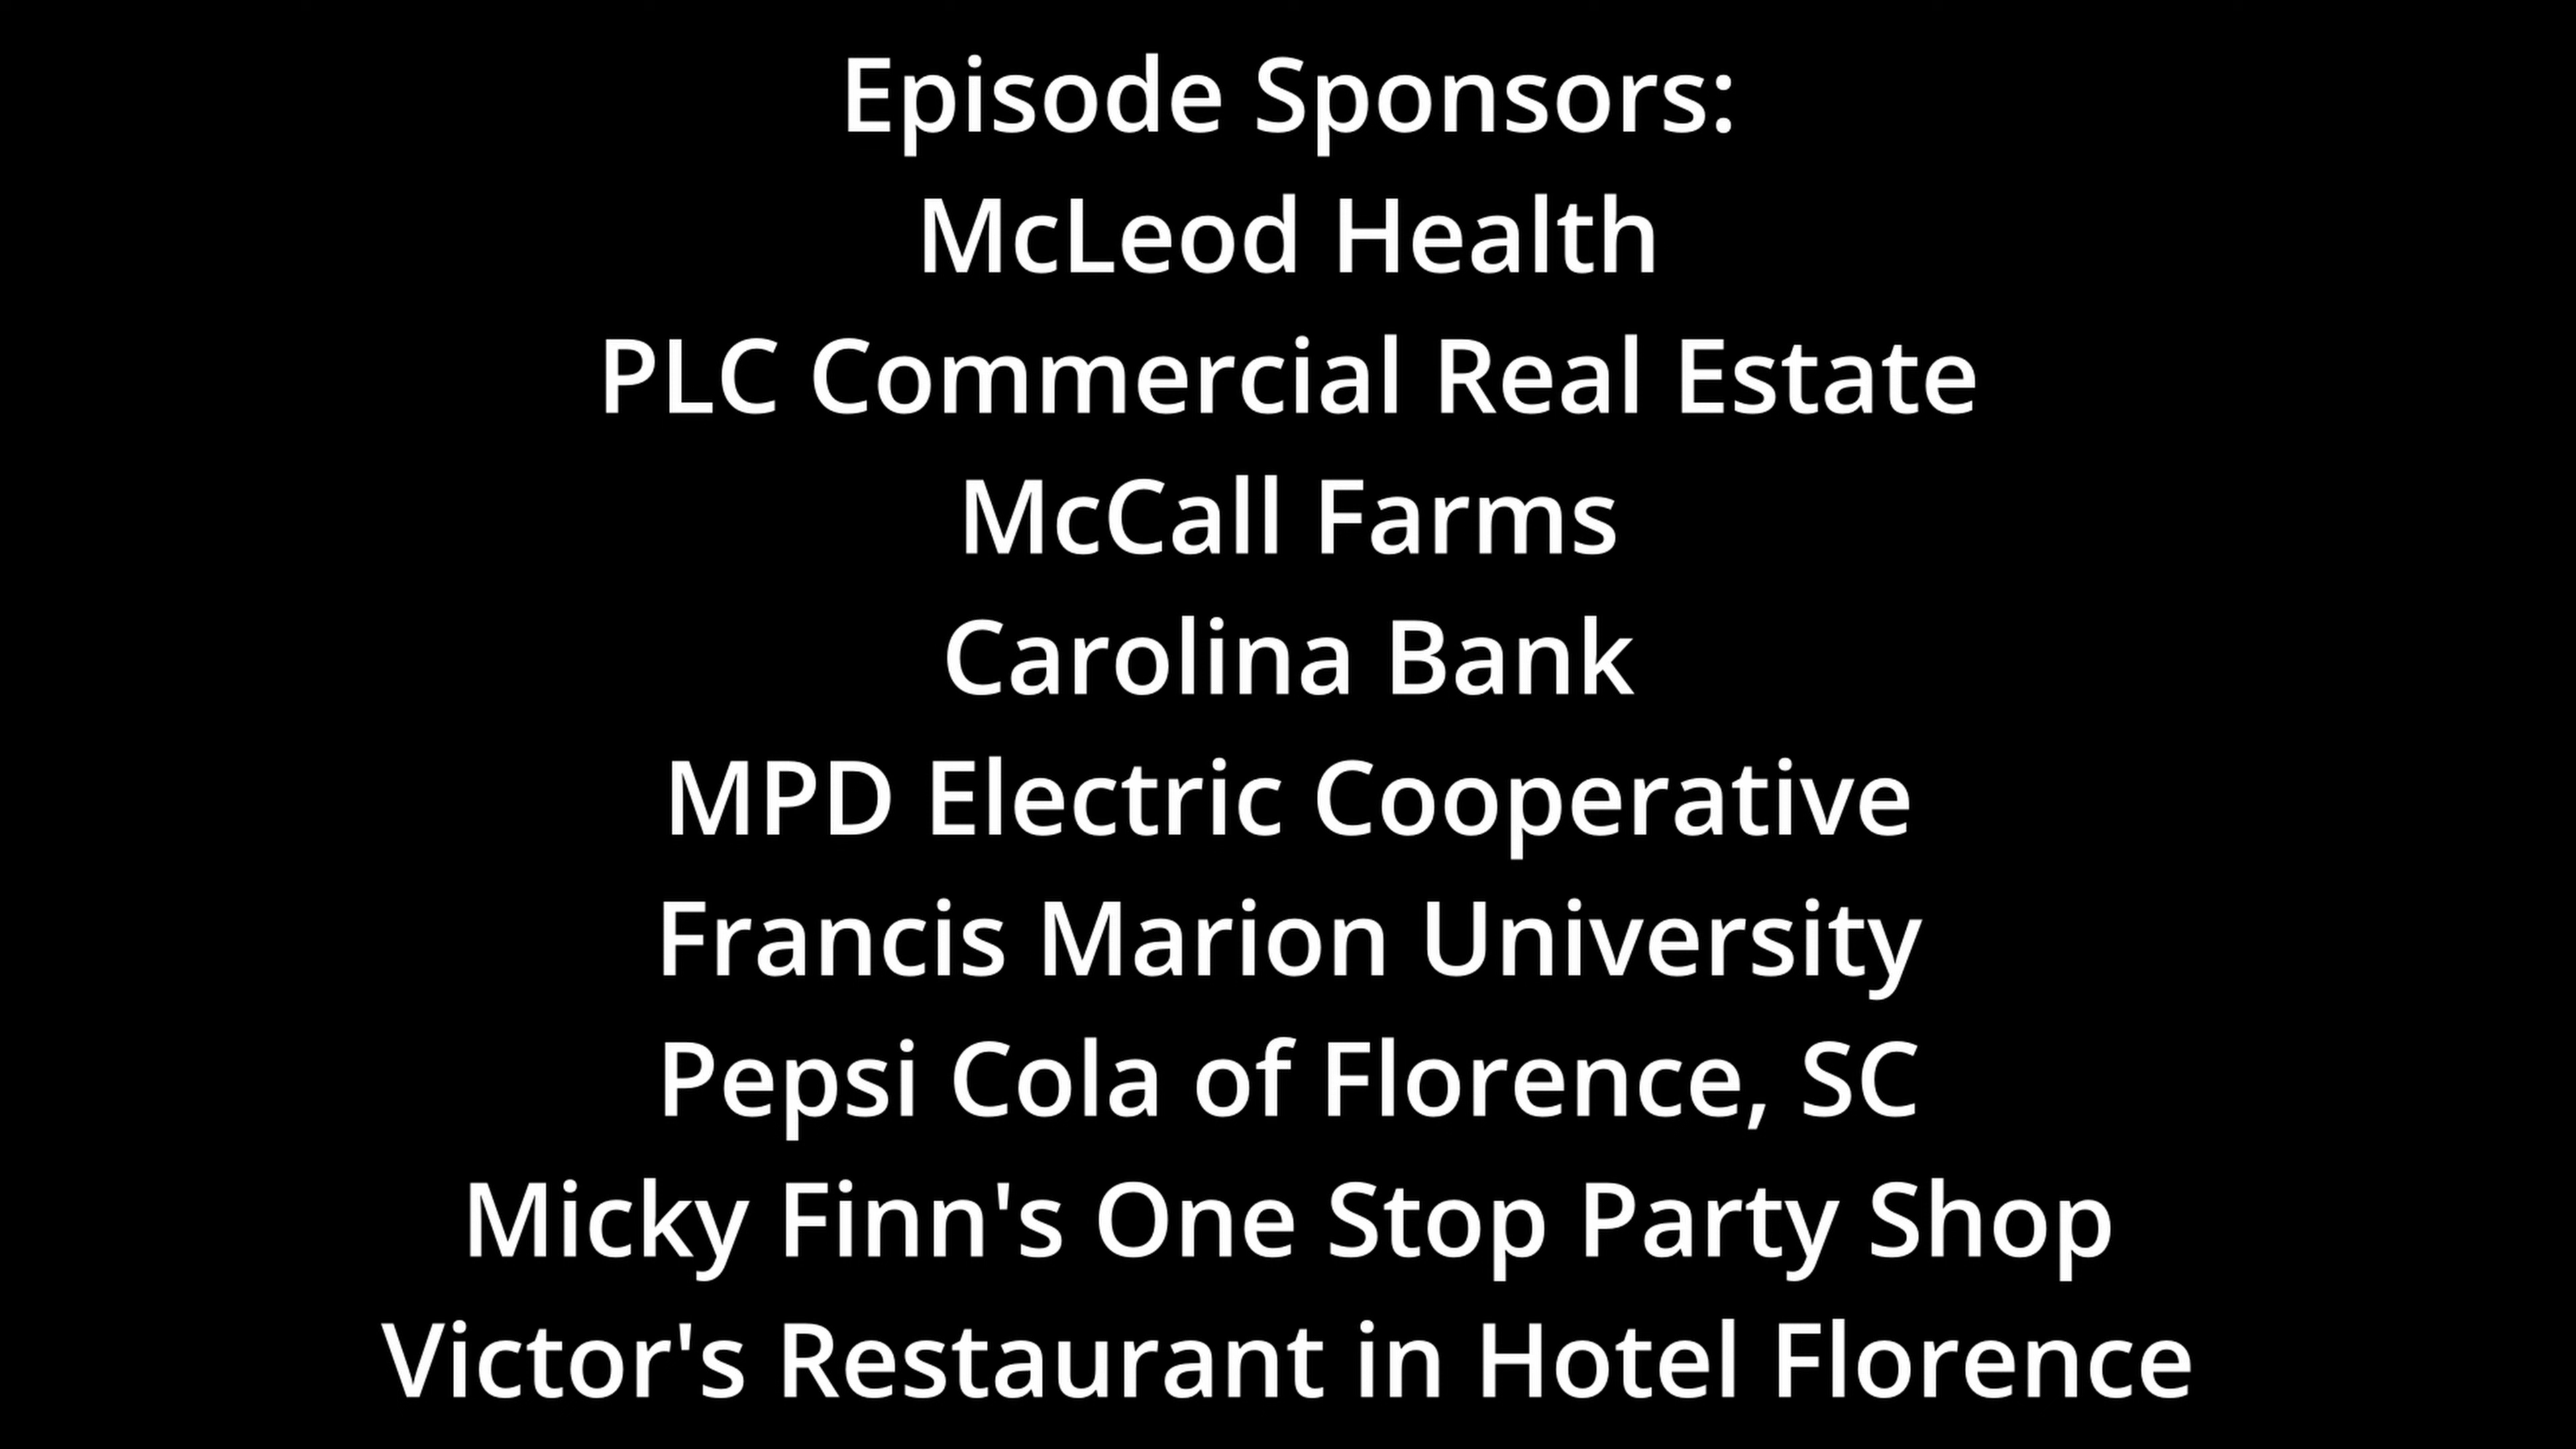 Episode Sponsors:
McLeod Health
PLC Commercial Real Estate
McCall Farms
Carolina Bank
MPD Electric Cooperative
Francis Marion University
Pepsi Cola of Florence, SC
Micky Finn's One Stop Party Shop
Victor's Restaurant in Hotel Florence